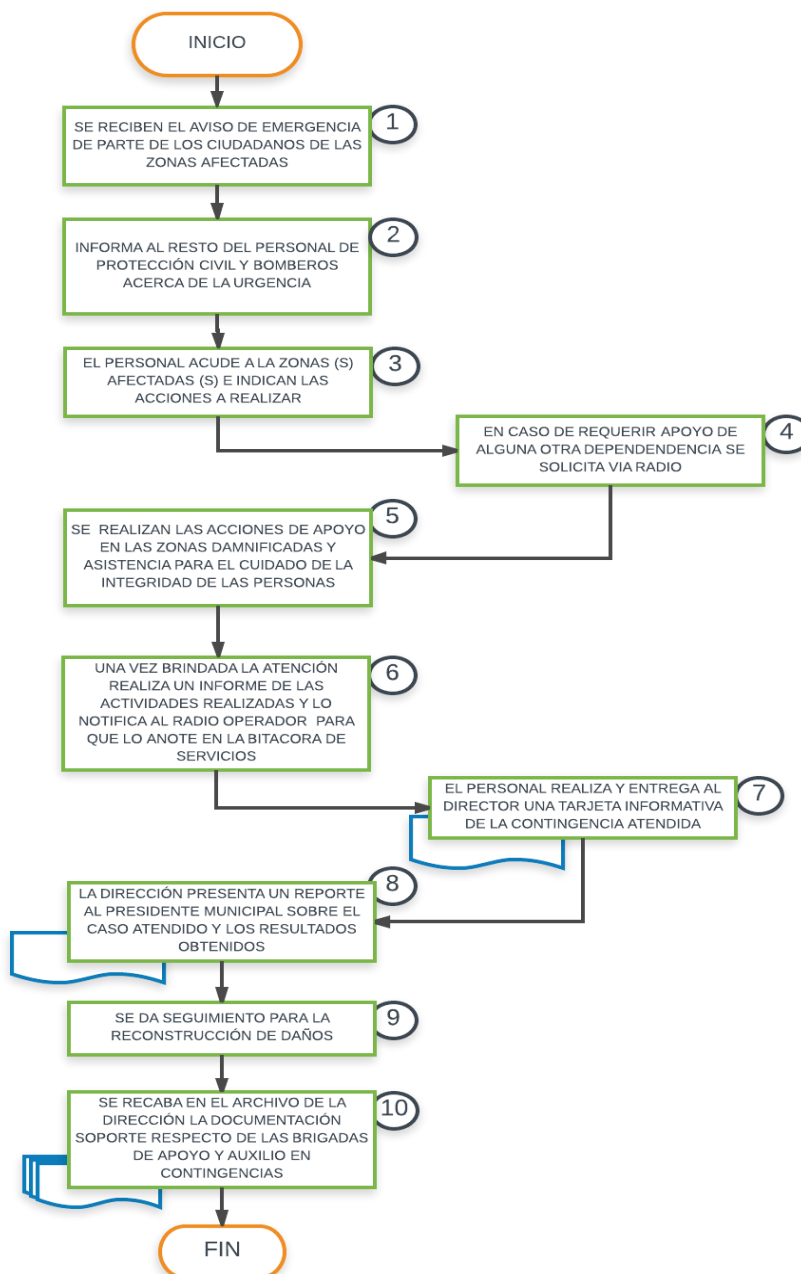 INICIO
1
SE RECIBEN EL AVISO DE EMERGENCIA
DE PARTE DE LOS CIUDADANOS DE LAS
ZONAS AFECTADAS
2
INFORMA AL RESTO DEL PERSONAL DE
PROTECCIÓN CIVIL Y BOMBEROS
ACERCA DE LA URGENCIA
3
EL PERSONAL ACUDE A LA ZONAS (S)
AFECTADAS (S) E INDICAN LAS
ACCIONES A REALIZAR
4
EN CASO DE REQUERIR APOYO DE
ALGUNA OTRA DEPENDENDENCIA SE
SOLICITA VIA RADIO
5
SE REALIZAN LAS ACCIONES DE APOYO
EN LAS ZONAS DAMNIFICADAS Y
ASISTENCIA PARA EL CUIDADO DE LA
INTEGRIDAD DE LAS PERSONAS
6
UNA VEZ BRINDADA LA ATENCIÓN
REALIZA UN INFORME DE LAS
ACTIVIDADES REALIZADAS Y LO
NOTIFICA AL RADIO OPERADOR PARA
QUE LO ANOTE EN LA BITACORA DE
SERVICIOS
7
EL PERSONAL REALIZA Y ENTREGA AL
DIRECTOR UNA TARJETA INFORMATIVA
DE LA CONTINGENCIA ATENDIDA
8
LA DIRECCIÓN PRESENTA UN REPORTE
AL PRESIDENTE MUNICIPAL SOBRE EL
CASO ATENDIDO Y LOS RESULTADOS
OBTENIDOS
9
SE DA SEGUIMIENTO PARA LA
RECONSTRUCCIÓN DE DAÑOS
10
SE RECABA EN EL ARCHIVO DE LA
DIRECCIÓN LA DOCUMENTACIÓN
SOPORTE RESPECTO DE LAS BRIGADAS
DE APOYO Y AUXILIO EN
CONTINGENCIAS
FIN